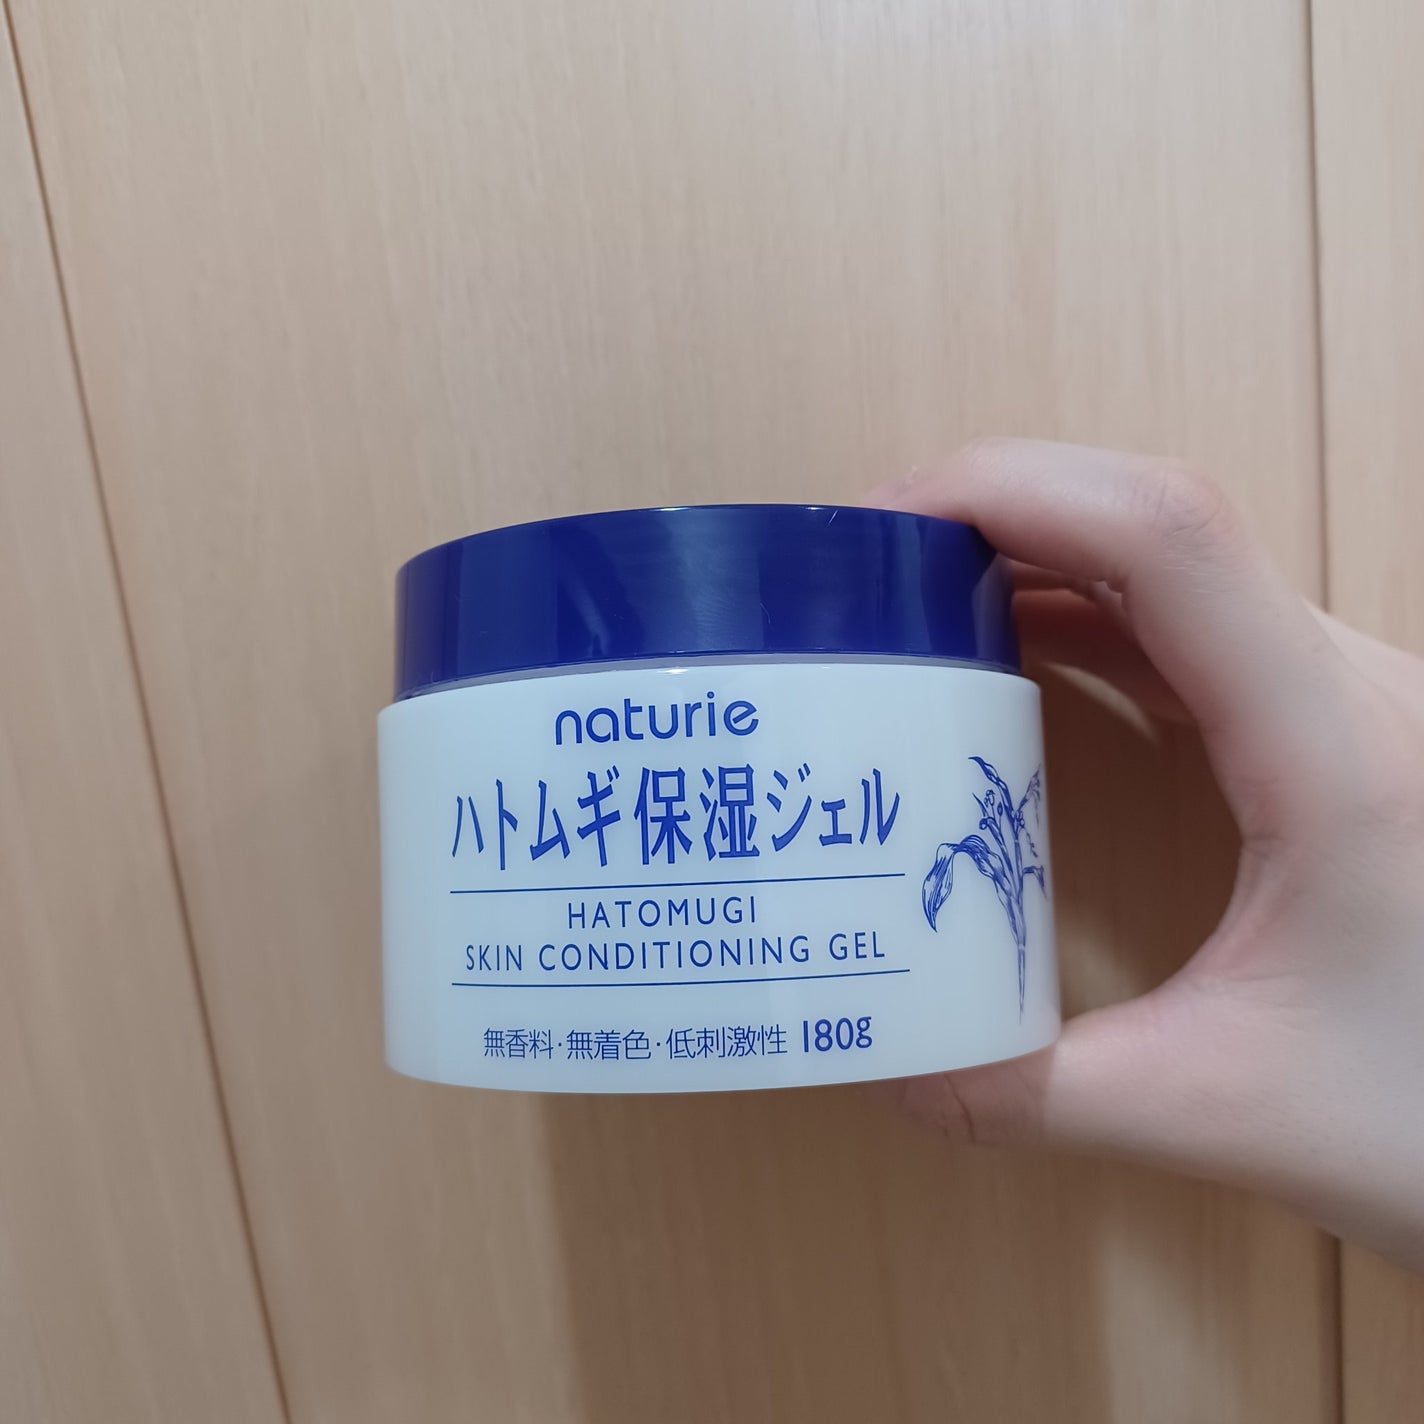 naturie
ハトムギ保湿ジェル
HATOMUGI
SKIN CONDITIONING GEL
無香料·無着色·低刺激性 180g